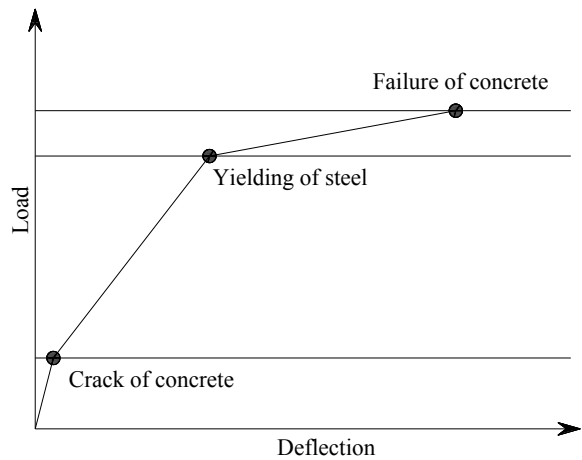 Failure of concrete
Yielding of steel
Load
Crack of concrete
Deflection